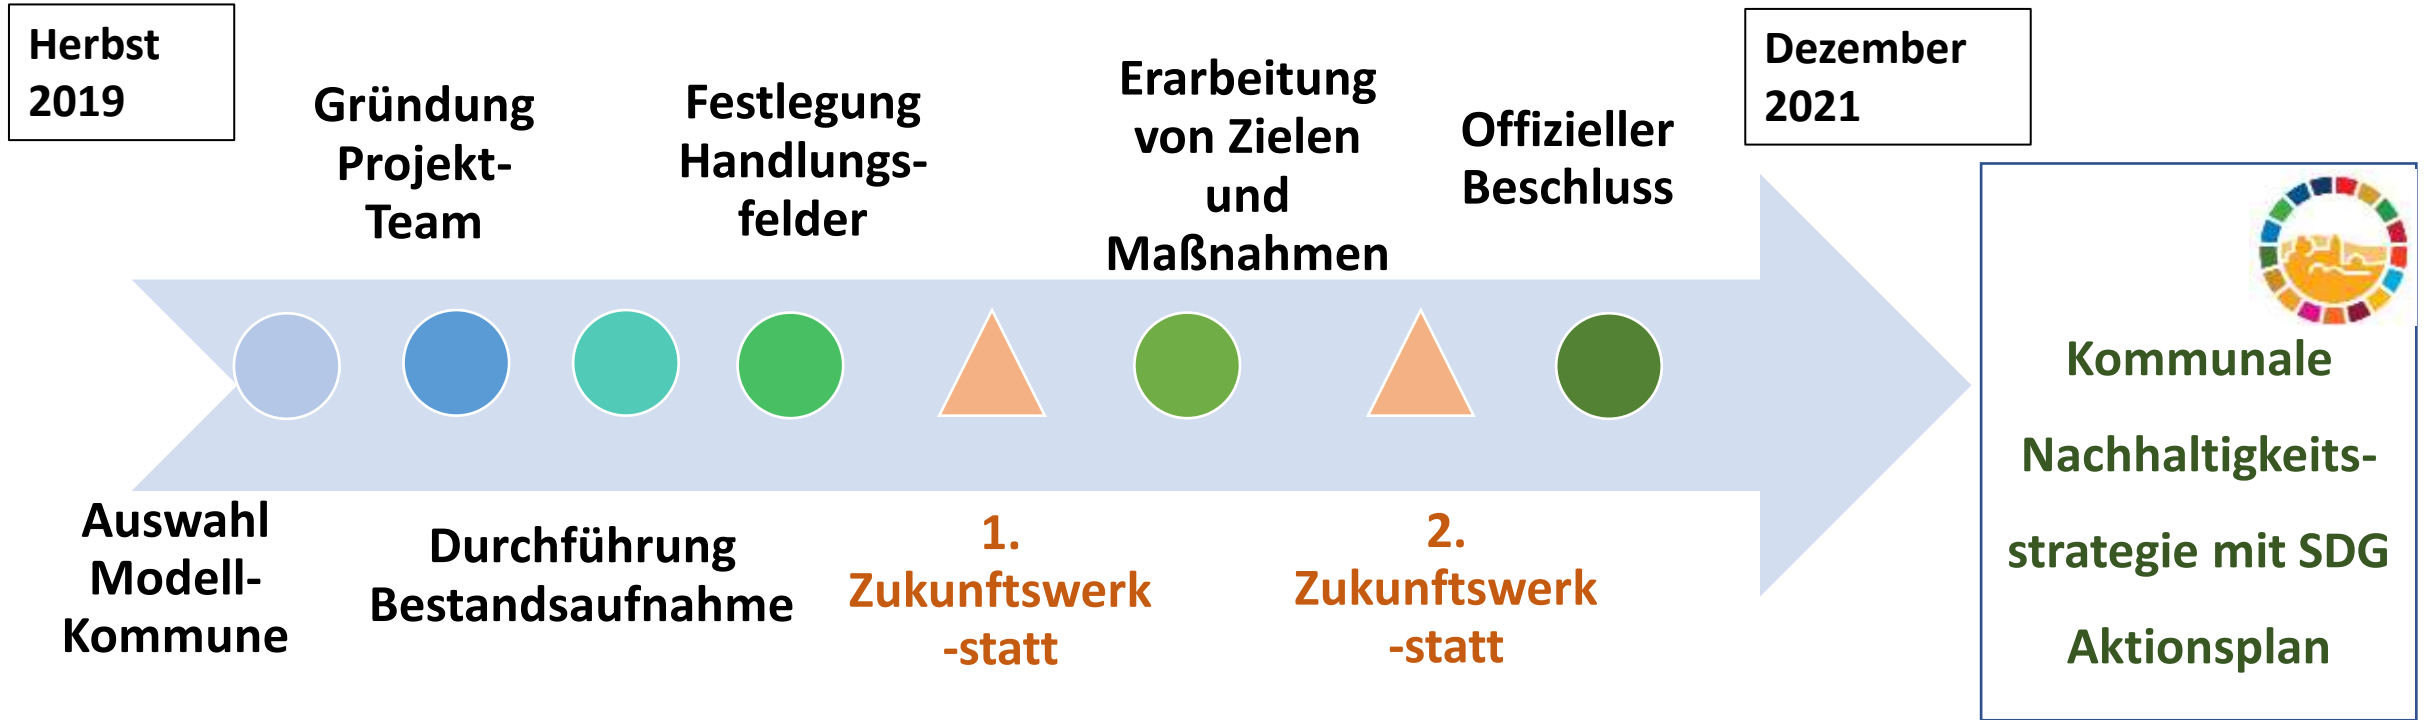 Herbst
2019
Gründung
Projekt-
Team
Festlegung
Handlungs-
felder
Erarbeitung
von Zielen
und
Maßnahmen
Offizieller
Beschluss
Dezember
2021
Auswahl
Modell-
Kommune
Durchführung
Bestandsaufnahme
1.
Zukunftswerk
-statt
2.
Zukunftswerk
-statt
Kommunale
Nachhaltigkeits-
strategie mit SDG
Aktionsplan